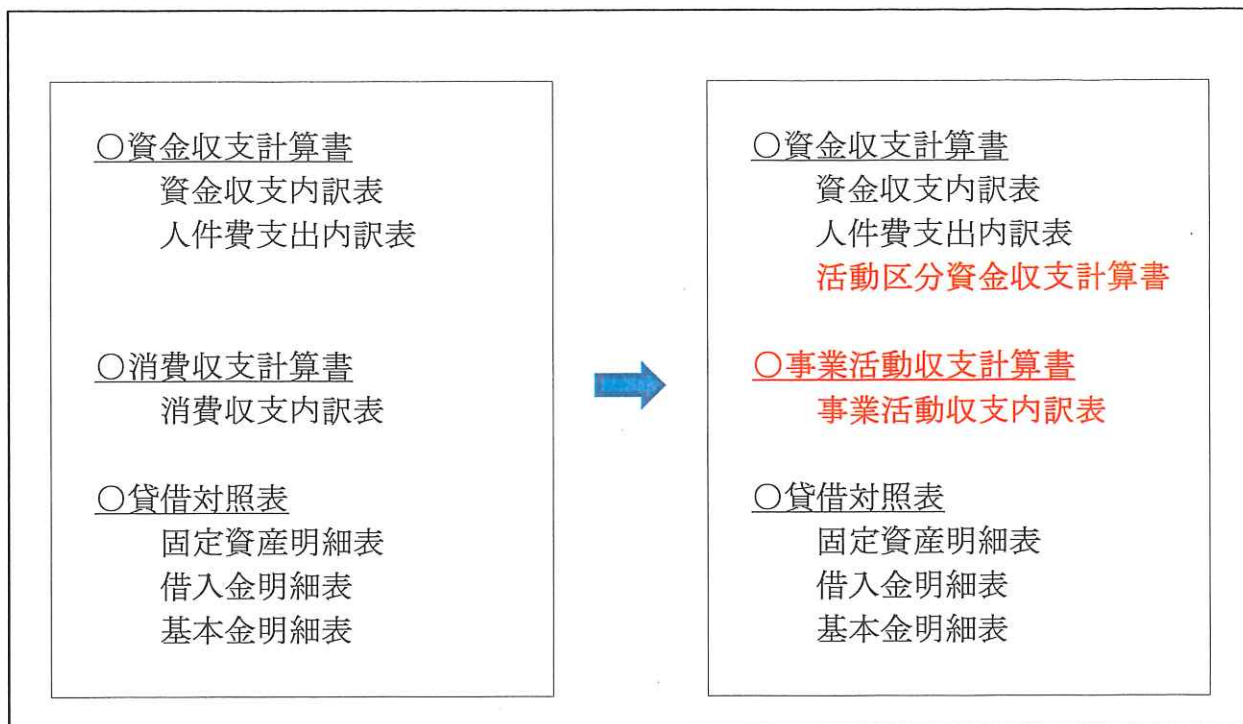 ○資金収支計算書
資金収支内訳表
人件費支出内訳表
○消費収支計算書
消費収支内訳表
○貸借対照表
固定資産明細表
借入金明細表
基本金明細表
○資金収支計算書
資金収支内訳表
人件費支出内訳表
活動区分資金収支計算書
○事業活動収支計算書
事業活動収支内訳表
○貸借対照表
固定資産明細表
借入金明細表
基本金明細表